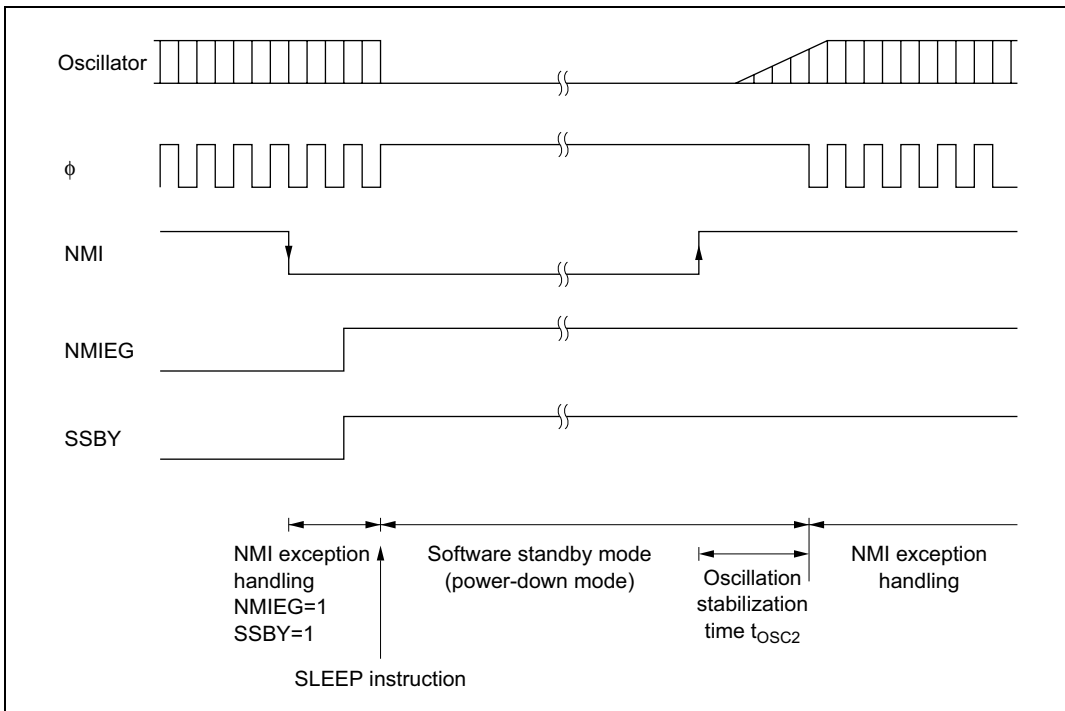 Oscillator
ϕ
NMI
NMIEG
SSBY
NMI exception
handling
NMIEG=1
SSBY=1
Software standby mode
(power-down mode)
Oscillation
stabilization
time tOSC2
NMI exception
handling
SLEEP instruction